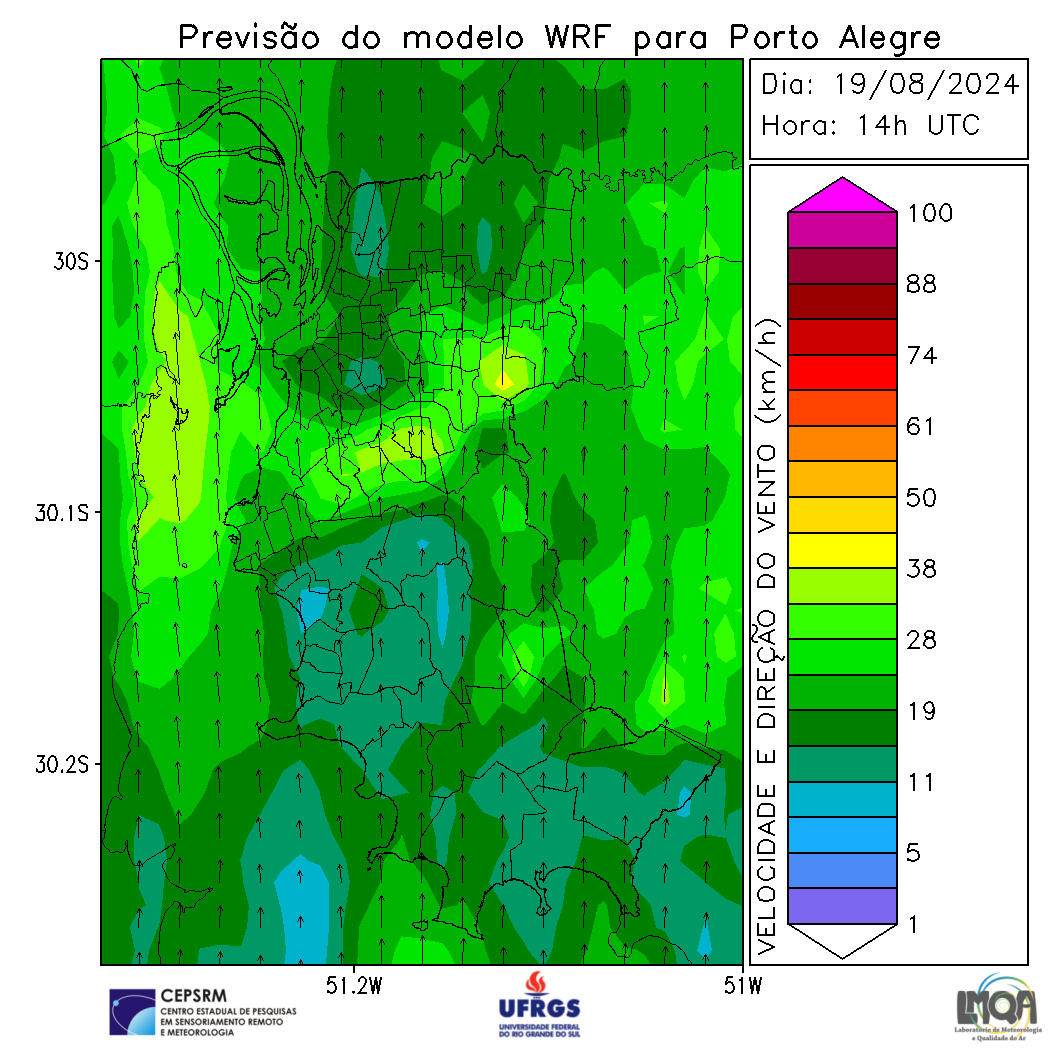 Previsão do modelo WRF para Porto Alegre
Dia: 19/08/2024
Hora: 14h UTC
30S
30.1S
30.2S
51.2W
51W
VELOCIDADE E DIREÇÃO DO VENTO (km/h)
100
88
74
61
50
38
28
19
11
5
1
CEPSRM
CENTRO ESTADUAL DE PESQUISAS
EM SENSORIAMENTO REMOTO
E METEOROLOGIA
UFRGS
UNIVERSIDADE FEDERAL
DO RIO GRANDE DO SUL
LMQA
Laboratório de Meteorologia
e Qualidade do Ar